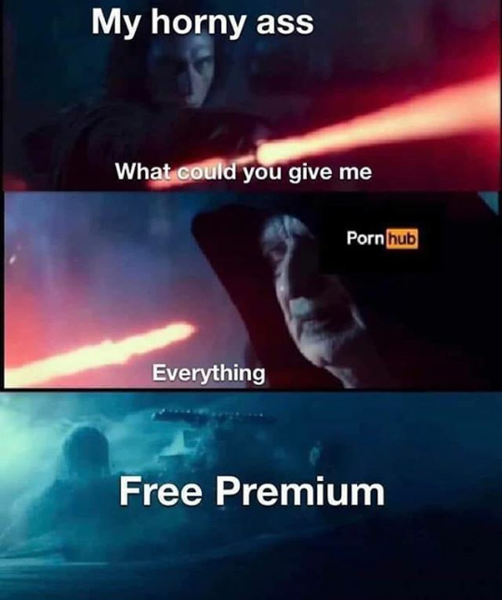 My horny ass
What could you give me
Porn hub
Everything
Free Premium